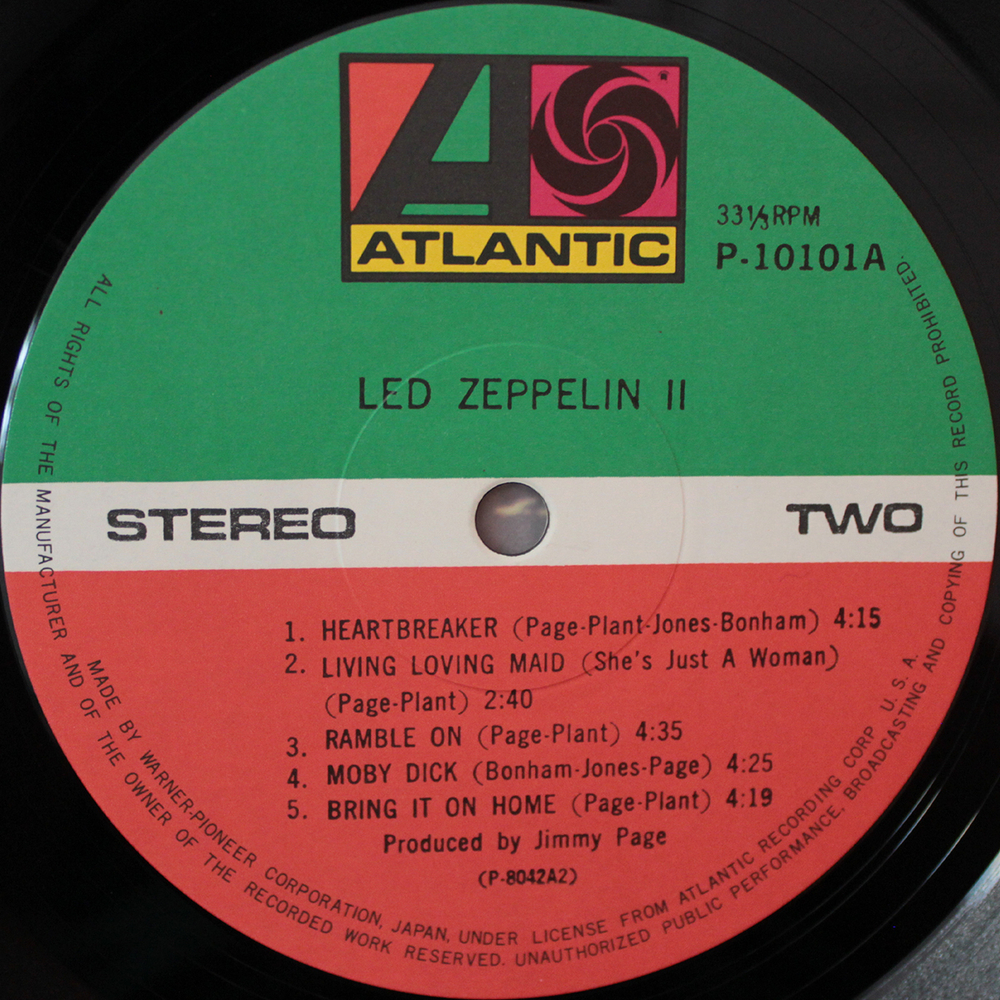 ATLANTIC
33⅓RPM
P-10101A
LED ZEPPELIN II
STEREO
TWO
1. HEARTBREAKER (Page-Plant-Jones-Bonham) 4:15
2. LIVING LOVING MAID (She's Just A Woman)
(Page-Plant) 2:40
3. RAMBLE ON (Page-Plant) 4:35
4. MOBY DICK (Bonham-Jones-Page) 4:25
5. BRING IT ON HOME (Page-Plant) 4:19
Produced by Jimmy Page
(P-8042A2)
MADE BY WARNER-PIONEER CORPORATION, JAPAN, UNDER LICENSE FROM ATLANTIC RECORDING CORP. U.S.A.
ALL RIGHTS OF THE MANUFACTURER AND OF THE OWNER OF THE RECORDED WORK RESERVED. UNAUTHORIZED PUBLIC PERFORMANCE, BROADCASTING AND COPYING OF THIS RECORD PROHIBITED.